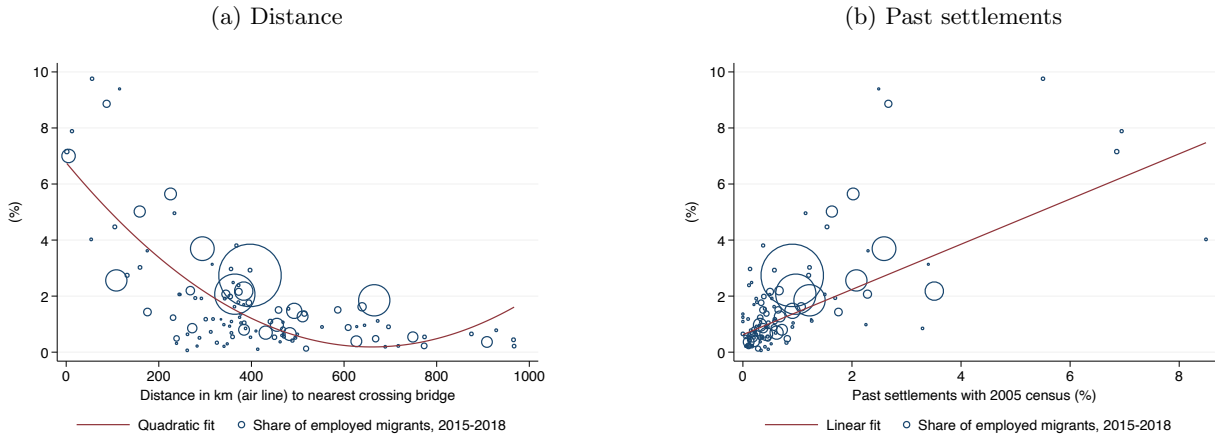 (a) Distance
10
8
6
4
2
0
(%)
0 200 400 600 800 1000
Distance in km (air line) to nearest crossing bridge
Quadratic fit Share of employed migrants, 2015-2018
(b) Past settlements
10
8
6
4
2
0
(%)
0 2 4 6 8
Past settlements with 2005 census (%)
Linear fit Share of employed migrants, 2015-2018